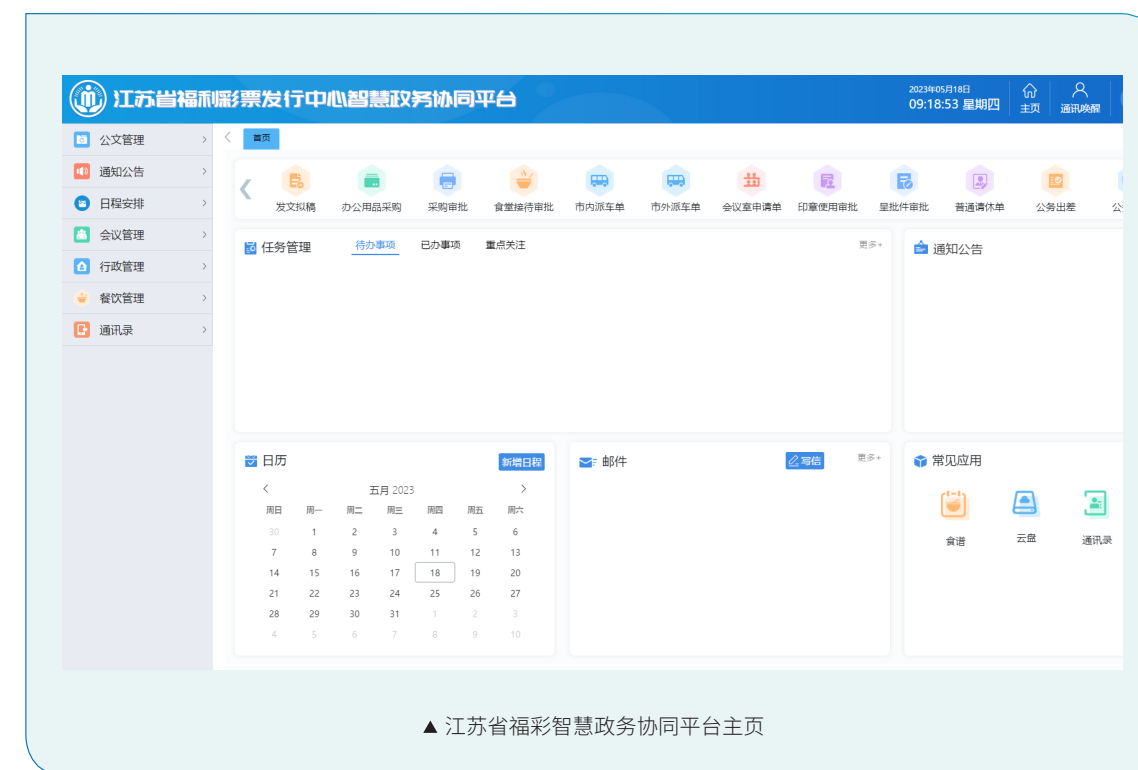 江苏省福利彩票发行中心智慧政务协同平台
2023年05月18日
09:18:53 星期四
主页
通讯唤醒
公文管理
通知公告
日程安排
会议管理
行政管理
餐饮管理
通讯录
首页
发文拟稿 办公用品采购 采购审批 食堂接待审批 市内派车单 市外派车单 会议室申请单 印章使用审批 呈批件审批 普通请休单 公务出差
任务管理 待办事项 已办事项 重点关注 更多+
通知公告
日历 新增日程
五月 2023
周日 周一 周二 周三 周四 周五 周六
30 1 2 3 4 5 6
7 8 9 10 11 12 13
14 15 16 17 18 19 20
21 22 23 24 25 26 27
28 29 30 31 1 2 3
4 5 6 7 8 9 10
邮件 写信 更多+
常见应用
食谱 云盘 通讯录
▲ 江苏省福彩智慧政务协同平台主页